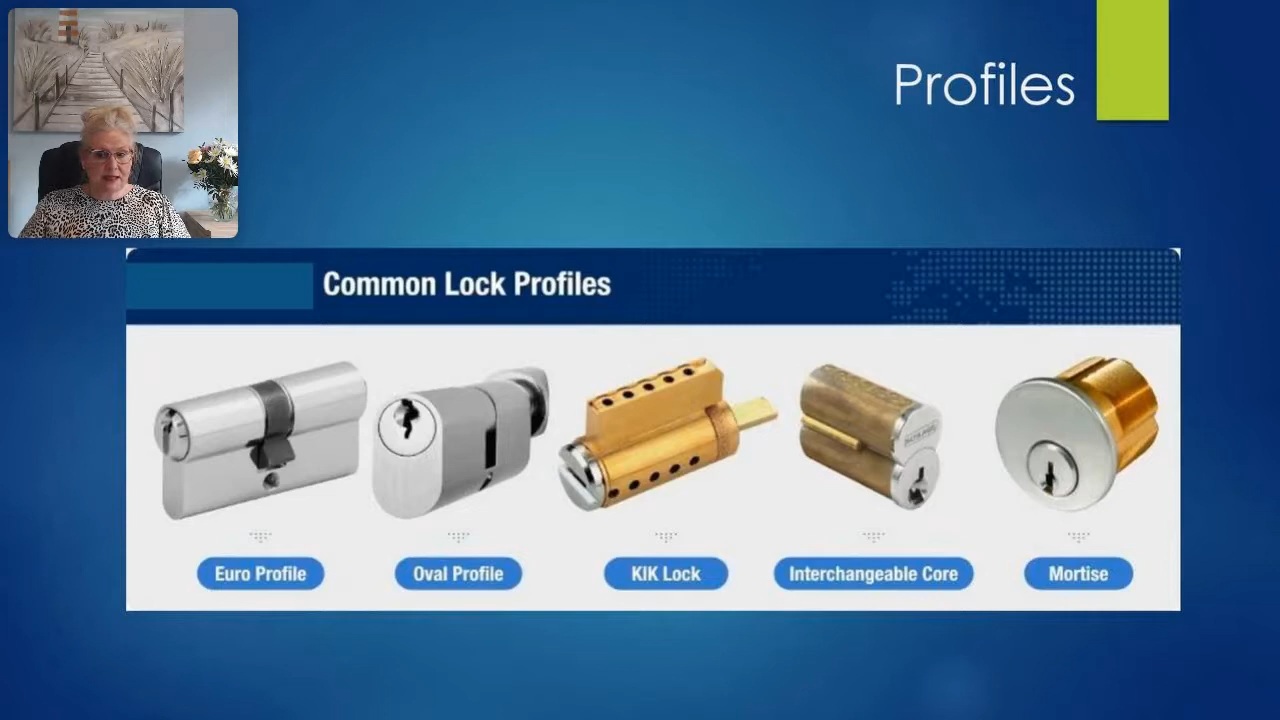 Profiles
Common Lock Profiles
Euro Profile
Oval Profile
KIK Lock
Interchangeable Core
Mortise